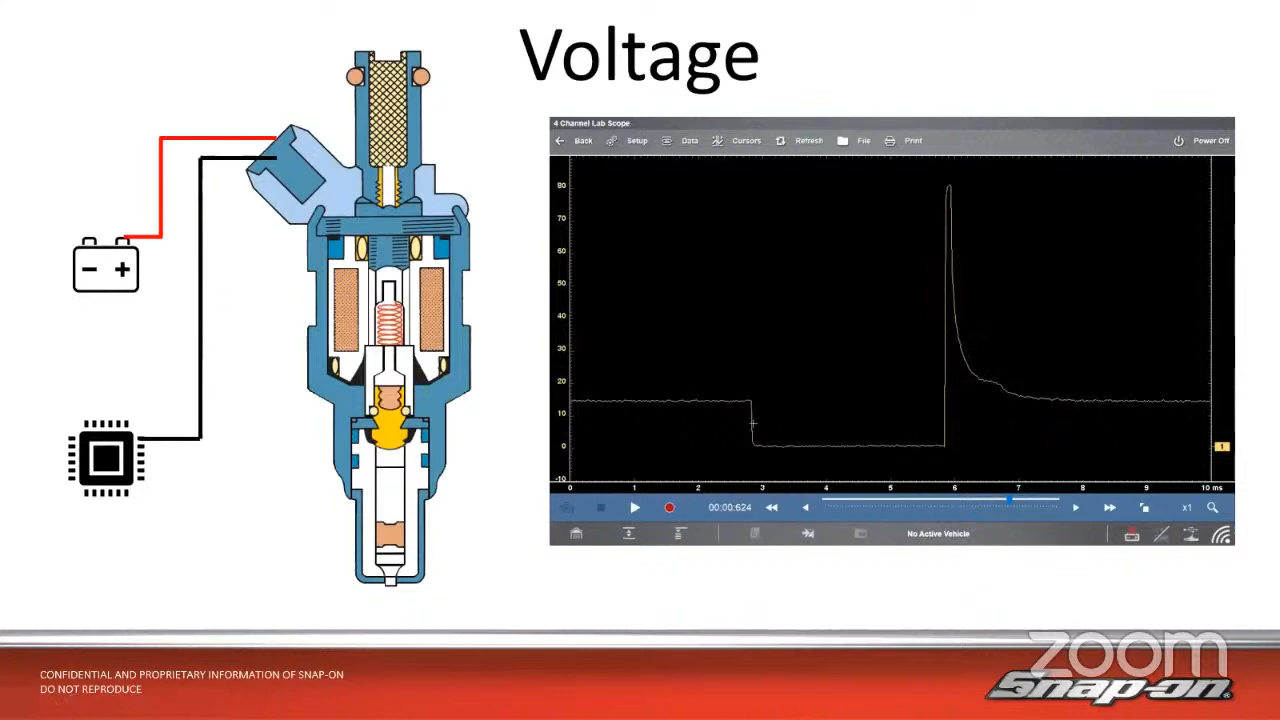 Voltage
4 Channel Lab Scope
Back Setup Data Cursors Refresh File Print Power Off
80
70
60
50
40
30
20
10
0
-10
1
0 1 2 3 4 5 6 7 8 9 10 ms
00:00:624 x1
No Active Vehicle
CONFIDENTIAL AND PROPRIETARY INFORMATION OF SNAP-ON
DO NOT REPRODUCE
zoom
Snap-on®